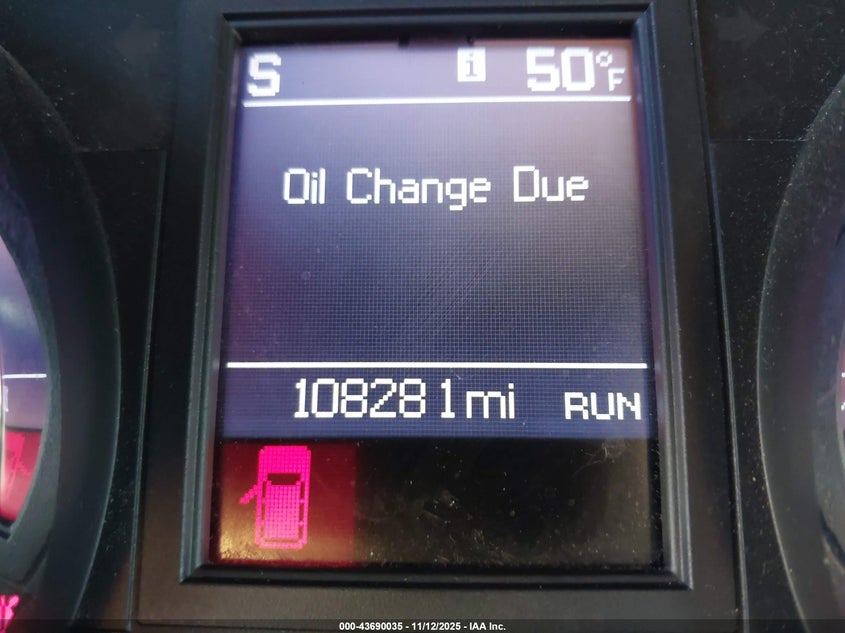 S i 50°F
Oil Change Due
108281mi RUN
000-43690035 - 11/12/2025 - IAA Inc.